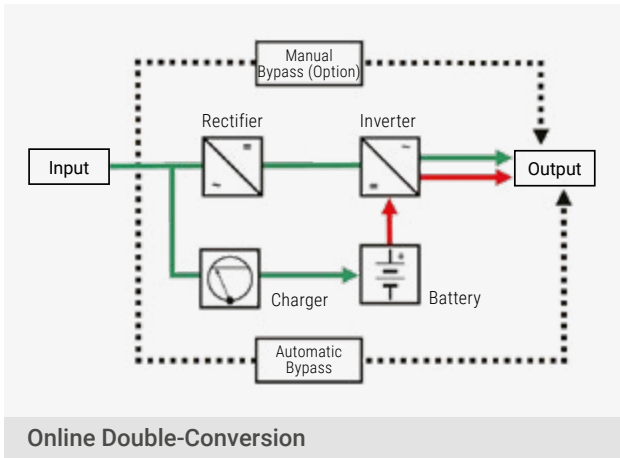 Manual
Bypass (Option)
Rectifier
Inverter
Input
Output
Charger
Battery
Automatic
Bypass
Online Double-Conversion